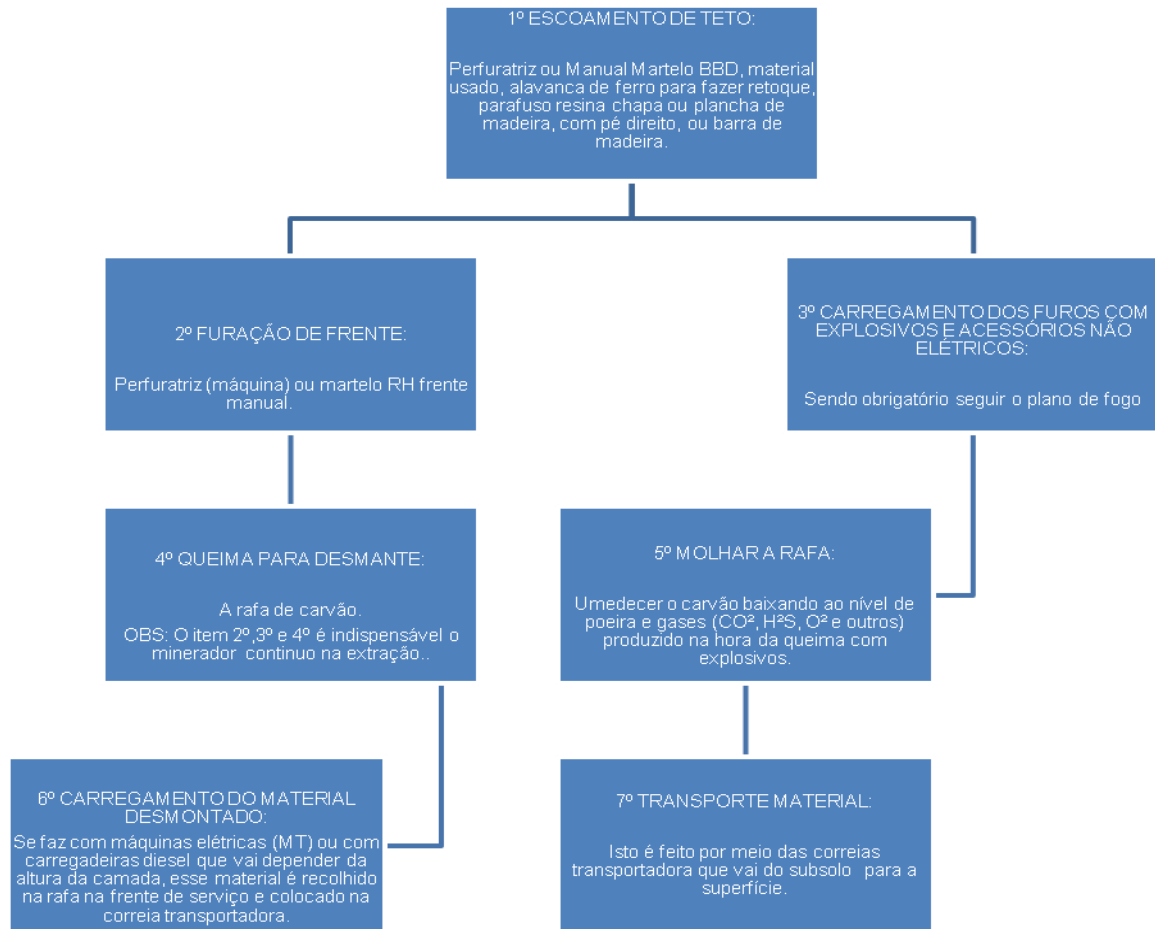 1º ESCOAMENTO DE TETO:
Perfuratriz ou Manual Martelo BBD, material
usado, alavanca de ferro para fazer retoque,
parafuso resina chapa ou plancha de
madeira, com pé direito, ou barra de
madeira.
2º FURAÇÃO DE FRENTE:
Perfuratriz (máquina) ou martelo RH frente
manual.
3º CARREGAMENTO DOS FUROS COM
EXPLOSIVOS E ACESSÓRIOS NÃO
ELÉTRICOS:
Sendo obrigatório seguir o plano de fogo
4º QUEIMA PARA DESMANTE:
A rafa de carvão.
OBS: O item 2º,3º e 4º é indispensável o
minerador continuo na extração..
5º MOLHAR A RAFA:
Umedecer o carvão baixando ao nível de
poeira e gases (CO², H²S, O² e outros)
produzido na hora da queima com
explosivos.
6º CARREGAMENTO DO MATERIAL
DESMONTADO:
Se faz com máquinas elétricas (MT) ou com
carregadeiras diesel que vai depender da
altura da camada, esse material é recolhido
na rafa na frente de serviço e colocado na
correia transportadora.
7º TRANSPORTE MATERIAL:
Isto é feito por meio das correias
transportadora que vai do subsolo para a
superfície.